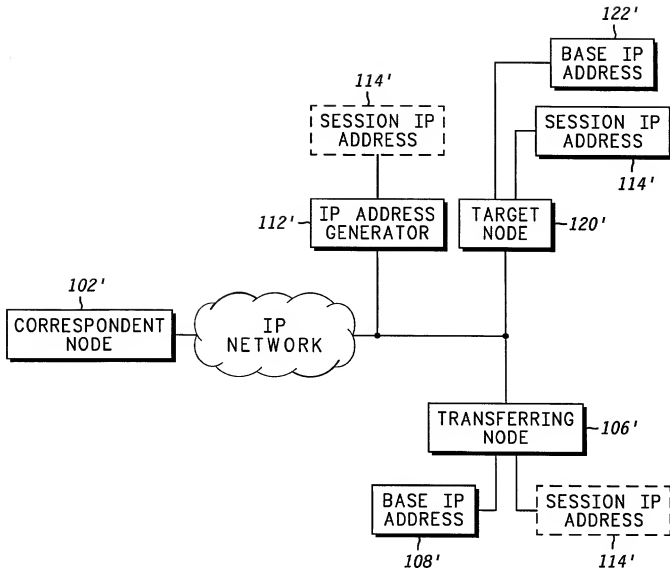 122'
BASE IP
ADDRESS
114'
SESSION IP
ADDRESS
SESSION IP
ADDRESS
114'
112'
IP ADDRESS
GENERATOR
TARGET
NODE
120'
102'
CORRESPONDENT
NODE
IP
NETWORK
TRANSFERRING
NODE
106'
BASE IP
ADDRESS
108'
SESSION IP
ADDRESS
114'